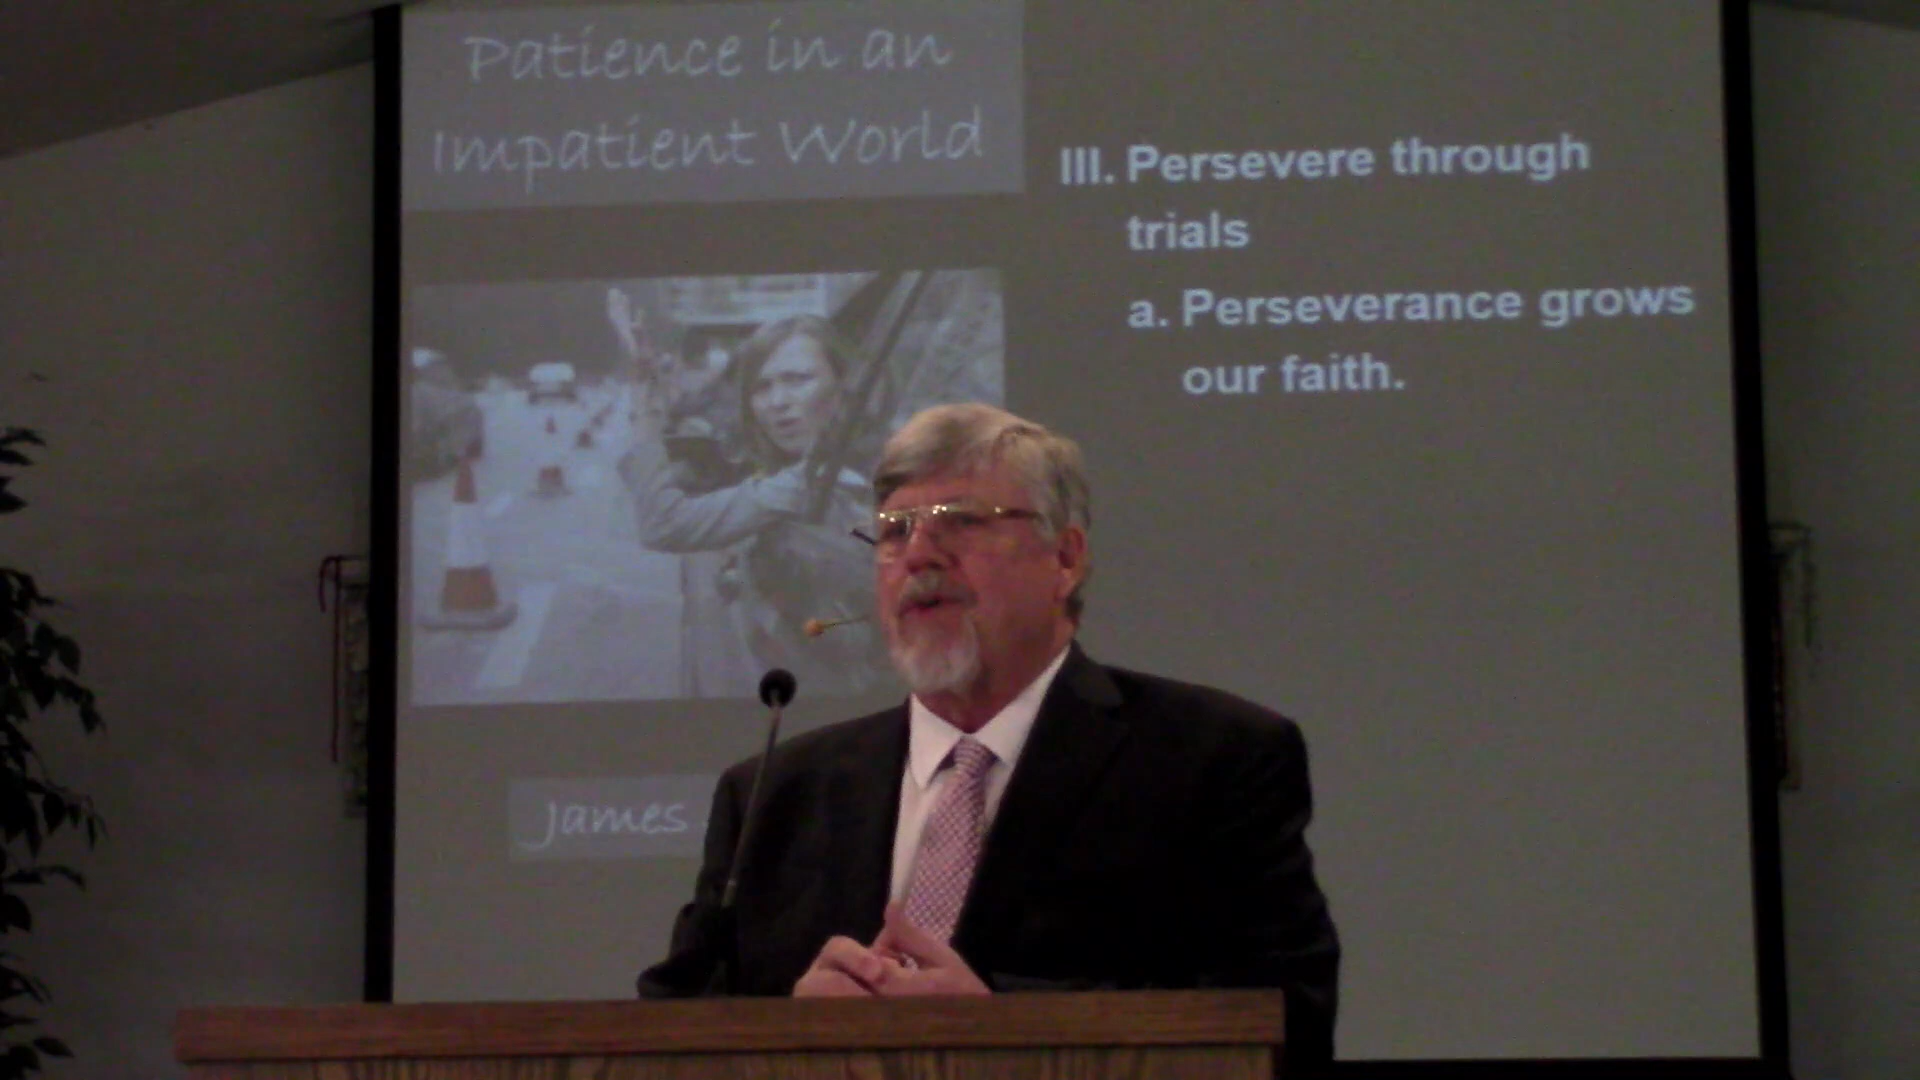 Patience in an
Impatient World
III. Persevere through
trials
a. Perseverance grows
our faith.
James